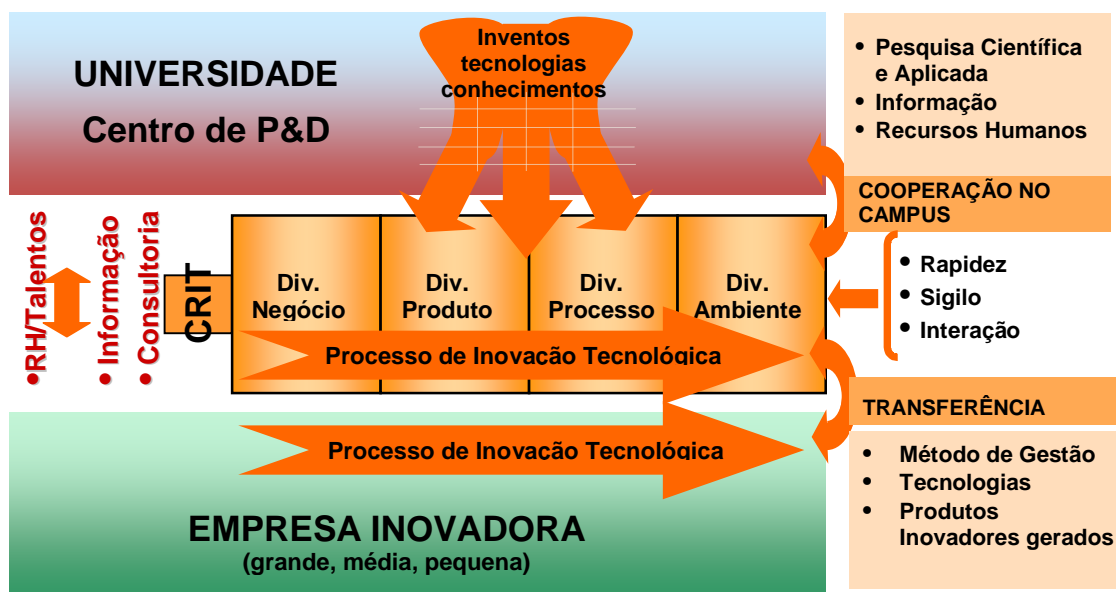 UNIVERSIDADE
Centro de P&D
Inventos
tecnologias
conhecimentos
• Pesquisa Científica
e Aplicada
• Informação
• Recursos Humanos
COOPERAÇÃO NO
CAMPUS
• Rapidez
• Sigilo
• Interação
•RH/Talentos
• Informação
• Consultoria
CRIT
Div.
Negócio
Div.
Produto
Div.
Processo
Div.
Ambiente
Processo de Inovação Tecnológica
TRANSFERÊNCIA
Processo de Inovação Tecnológica
• Método de Gestão
• Tecnologias
• Produtos
Inovadores gerados
EMPRESA INOVADORA
(grande, média, pequena)